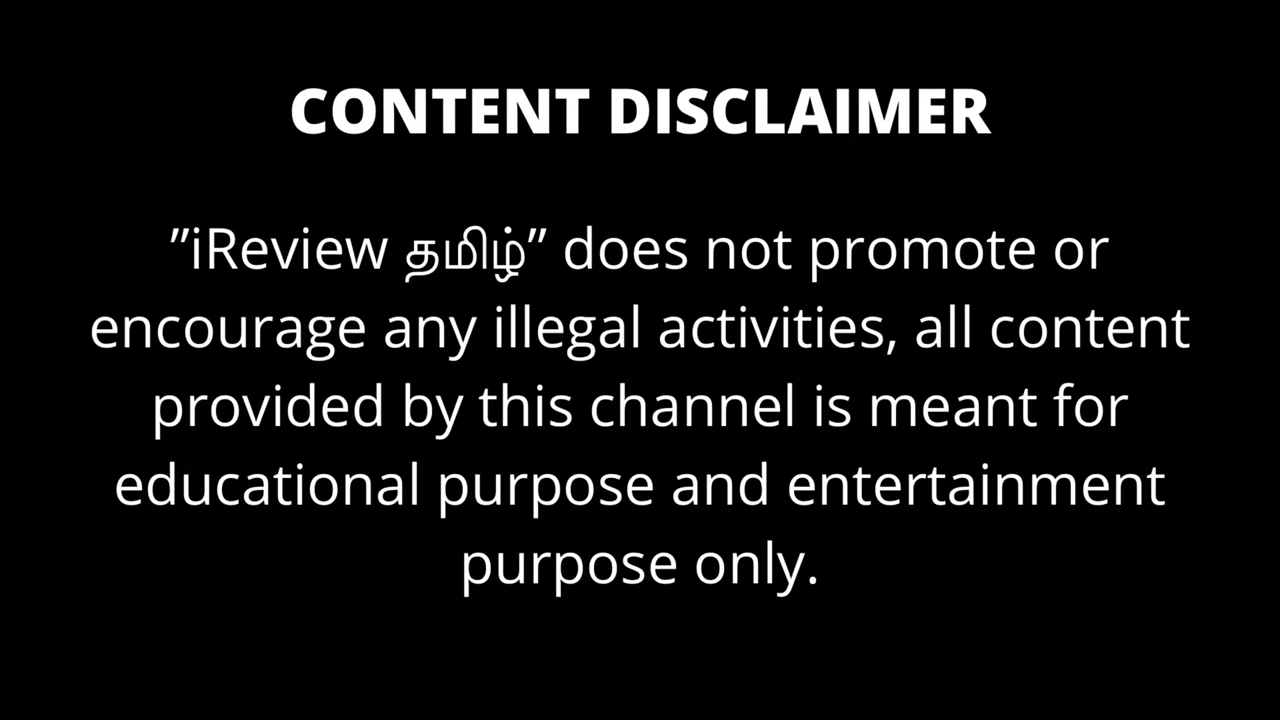 CONTENT DISCLAIMER
”iReview தமிழ்” does not promote or
encourage any illegal activities, all content
provided by this channel is meant for
educational purpose and entertainment
purpose only.